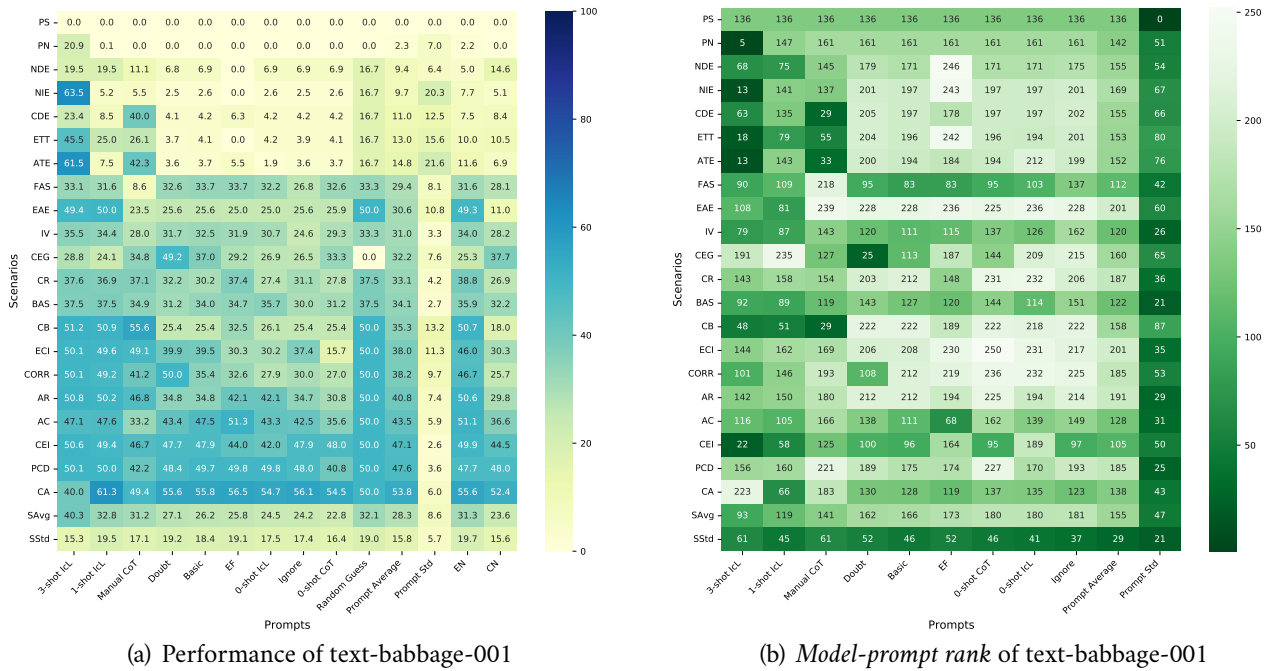 PS 0.0 0.0 0.0 0.0 0.0 0.0 0.0 0.0 0.0 0.0 0.0 0.0 0.0 0.0
PN 20.9 0.1 0.0 0.0 0.0 0.0 0.0 0.0 0.0 0.0 2.3 7.0 2.2 0.0
NDE 19.5 19.5 11.1 6.8 6.9 0.0 6.9 6.9 6.9 16.7 9.4 6.4 5.0 14.6
NIE 63.5 5.2 5.5 2.5 2.6 0.0 2.6 2.5 2.6 16.7 9.7 20.3 7.7 5.1
CDE 23.4 8.5 40.0 4.1 4.2 6.3 4.2 4.2 4.2 16.7 11.0 12.5 7.5 8.4
ETT 45.5 25.0 26.1 3.7 4.1 0.0 4.2 3.9 4.1 16.7 13.0 15.6 10.0 10.5
ATE 61.5 7.5 42.3 3.6 3.7 5.5 1.9 3.6 3.7 16.7 14.8 21.6 11.6 6.9
FAS 33.1 31.6 8.6 32.6 33.7 33.7 32.2 26.8 32.6 33.3 29.4 8.1 31.6 28.1
EAE 49.4 50.0 23.5 25.6 25.6 25.0 25.0 25.6 25.9 50.0 30.6 10.8 49.3 11.0
IV 35.5 34.4 28.0 31.7 32.5 31.9 30.7 24.6 29.3 33.3 31.0 3.3 34.0 28.2
CEG 28.8 24.1 34.8 49.2 37.0 29.2 26.9 26.5 33.3 0.0 32.2 7.6 25.3 37.7
CR 37.6 36.9 37.1 32.2 30.2 37.4 27.4 31.1 27.8 37.5 33.1 4.2 38.8 26.9
BAS 37.5 37.5 34.9 31.2 34.0 34.7 35.7 30.0 31.2 37.5 34.1 2.7 35.9 32.2
CB 51.2 50.9 55.6 25.4 25.4 32.5 26.1 25.4 25.4 50.0 35.3 13.2 50.7 18.0
ECI 50.1 49.6 49.1 39.9 39.5 30.3 30.2 37.4 15.7 50.0 38.0 11.3 46.0 30.3
CORR 50.1 49.2 41.2 50.0 35.4 32.6 27.9 30.0 27.0 50.0 38.2 9.7 46.7 25.7
AR 50.8 50.2 46.8 34.8 34.8 42.1 42.1 34.7 30.8 50.0 40.8 7.4 50.6 29.8
AC 47.1 47.6 33.2 43.4 47.5 51.3 43.3 42.5 35.6 50.0 43.5 5.9 51.1 36.6
CEI 50.6 49.4 46.7 47.7 47.9 44.0 42.0 47.9 48.0 50.0 47.1 2.6 49.9 44.5
PCD 50.1 50.0 42.2 48.4 49.7 49.8 49.8 48.0 40.8 50.0 47.6 3.6 47.7 48.0
CA 40.0 61.3 49.4 55.6 55.8 56.5 54.7 56.1 54.5 50.0 53.8 6.0 55.6 52.4
SAvg 40.3 32.8 31.2 27.1 26.2 25.8 24.5 24.2 22.8 32.1 28.3 8.6 31.3 23.6
SStd 15.3 19.5 17.1 19.2 18.4 19.1 17.5 17.4 16.4 19.0 15.8 5.7 19.7 15.6
3-shot IcL 1-shot IcL Manual CoT Doubt Basic EF 0-shot IcL Ignore 0-shot CoT Random Guess Prompt Average Prompt Std EN CN
Prompts
Scenarios
100
80
60
40
20
0
(a) Performance of text-babbage-001
PS 136 136 136 136 136 136 136 136 136 136 0
PN 5 147 161 161 161 161 161 161 161 142 51
NDE 68 75 145 179 171 246 171 171 175 155 54
NIE 13 141 137 201 197 243 197 197 201 169 67
CDE 63 135 29 205 197 178 197 197 202 155 66
ETT 18 79 55 204 196 242 196 194 201 153 80
ATE 13 143 33 200 194 184 194 212 199 152 76
FAS 90 109 218 95 83 83 95 103 137 112 42
EAE 108 81 239 228 228 236 225 236 228 201 60
IV 79 87 143 120 111 115 137 126 162 120 26
CEG 191 235 127 25 113 187 144 209 215 160 65
CR 143 158 154 203 212 148 231 232 206 187 36
BAS 92 89 119 143 127 120 144 114 151 122 21
CB 48 51 29 222 222 189 222 218 222 158 87
ECI 144 162 169 206 208 230 250 231 217 201 35
CORR 101 146 193 108 212 219 236 232 225 185 53
AR 142 150 180 212 212 194 225 194 214 191 29
AC 116 105 166 138 111 68 162 139 149 128 31
CEI 22 58 125 100 96 164 95 189 97 105 50
PCD 156 160 221 189 175 174 227 170 193 185 25
CA 223 66 183 130 128 119 137 135 123 138 43
SAvg 93 119 141 162 166 173 180 180 181 155 47
SStd 61 45 61 52 46 52 46 41 37 29 21
3-shot IcL 1-shot IcL Manual CoT Doubt Basic EF 0-shot CoT 0-shot IcL Ignore Prompt Average Prompt Std
Prompts
Scenarios
250
200
150
100
50
(b) Model-prompt rank of text-babbage-001